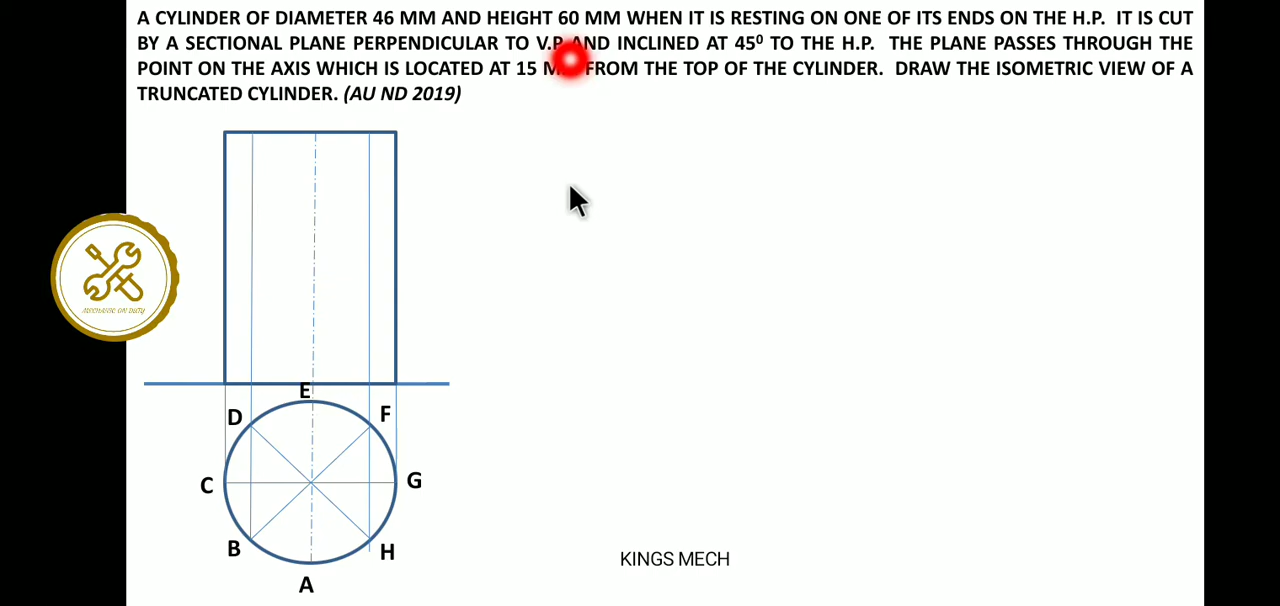 A CYLINDER OF DIAMETER 46 MM AND HEIGHT 60 MM WHEN IT IS RESTING ON ONE OF ITS ENDS ON THE H.P. IT IS CUT
BY A SECTIONAL PLANE PERPENDICULAR TO V.P AND INCLINED AT 45⁰ TO THE H.P. THE PLANE PASSES THROUGH THE
POINT ON THE AXIS WHICH IS LOCATED AT 15 FROM THE TOP OF THE CYLINDER. DRAW THE ISOMETRIC VIEW OF A
TRUNCATED CYLINDER. (AU ND 2019)
E
D F
C G
B H
A
MECHANIC ON DUTY
KINGS MECH